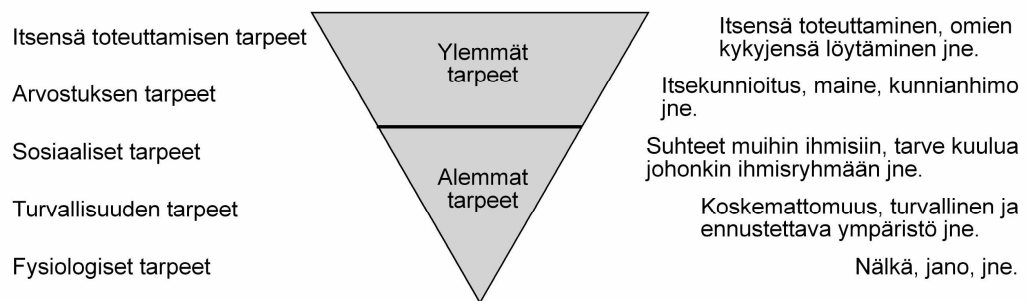 Itsensä toteuttamisen tarpeet
Ylemmät
tarpeet
Itsensä toteuttaminen, omien
kykyjensä löytäminen jne.
Arvostuksen tarpeet
Itsekunnioitus, maine, kunnianhimo
jne.
Sosiaaliset tarpeet
Alemmat
tarpeet
Suhteet muihin ihmisiin, tarve kuulua
johonkin ihmisryhmään jne.
Turvallisuuden tarpeet
Koskemattomuus, turvallinen ja
ennustettava ympäristö jne.
Fysiologiset tarpeet
Nälkä, jano, jne.